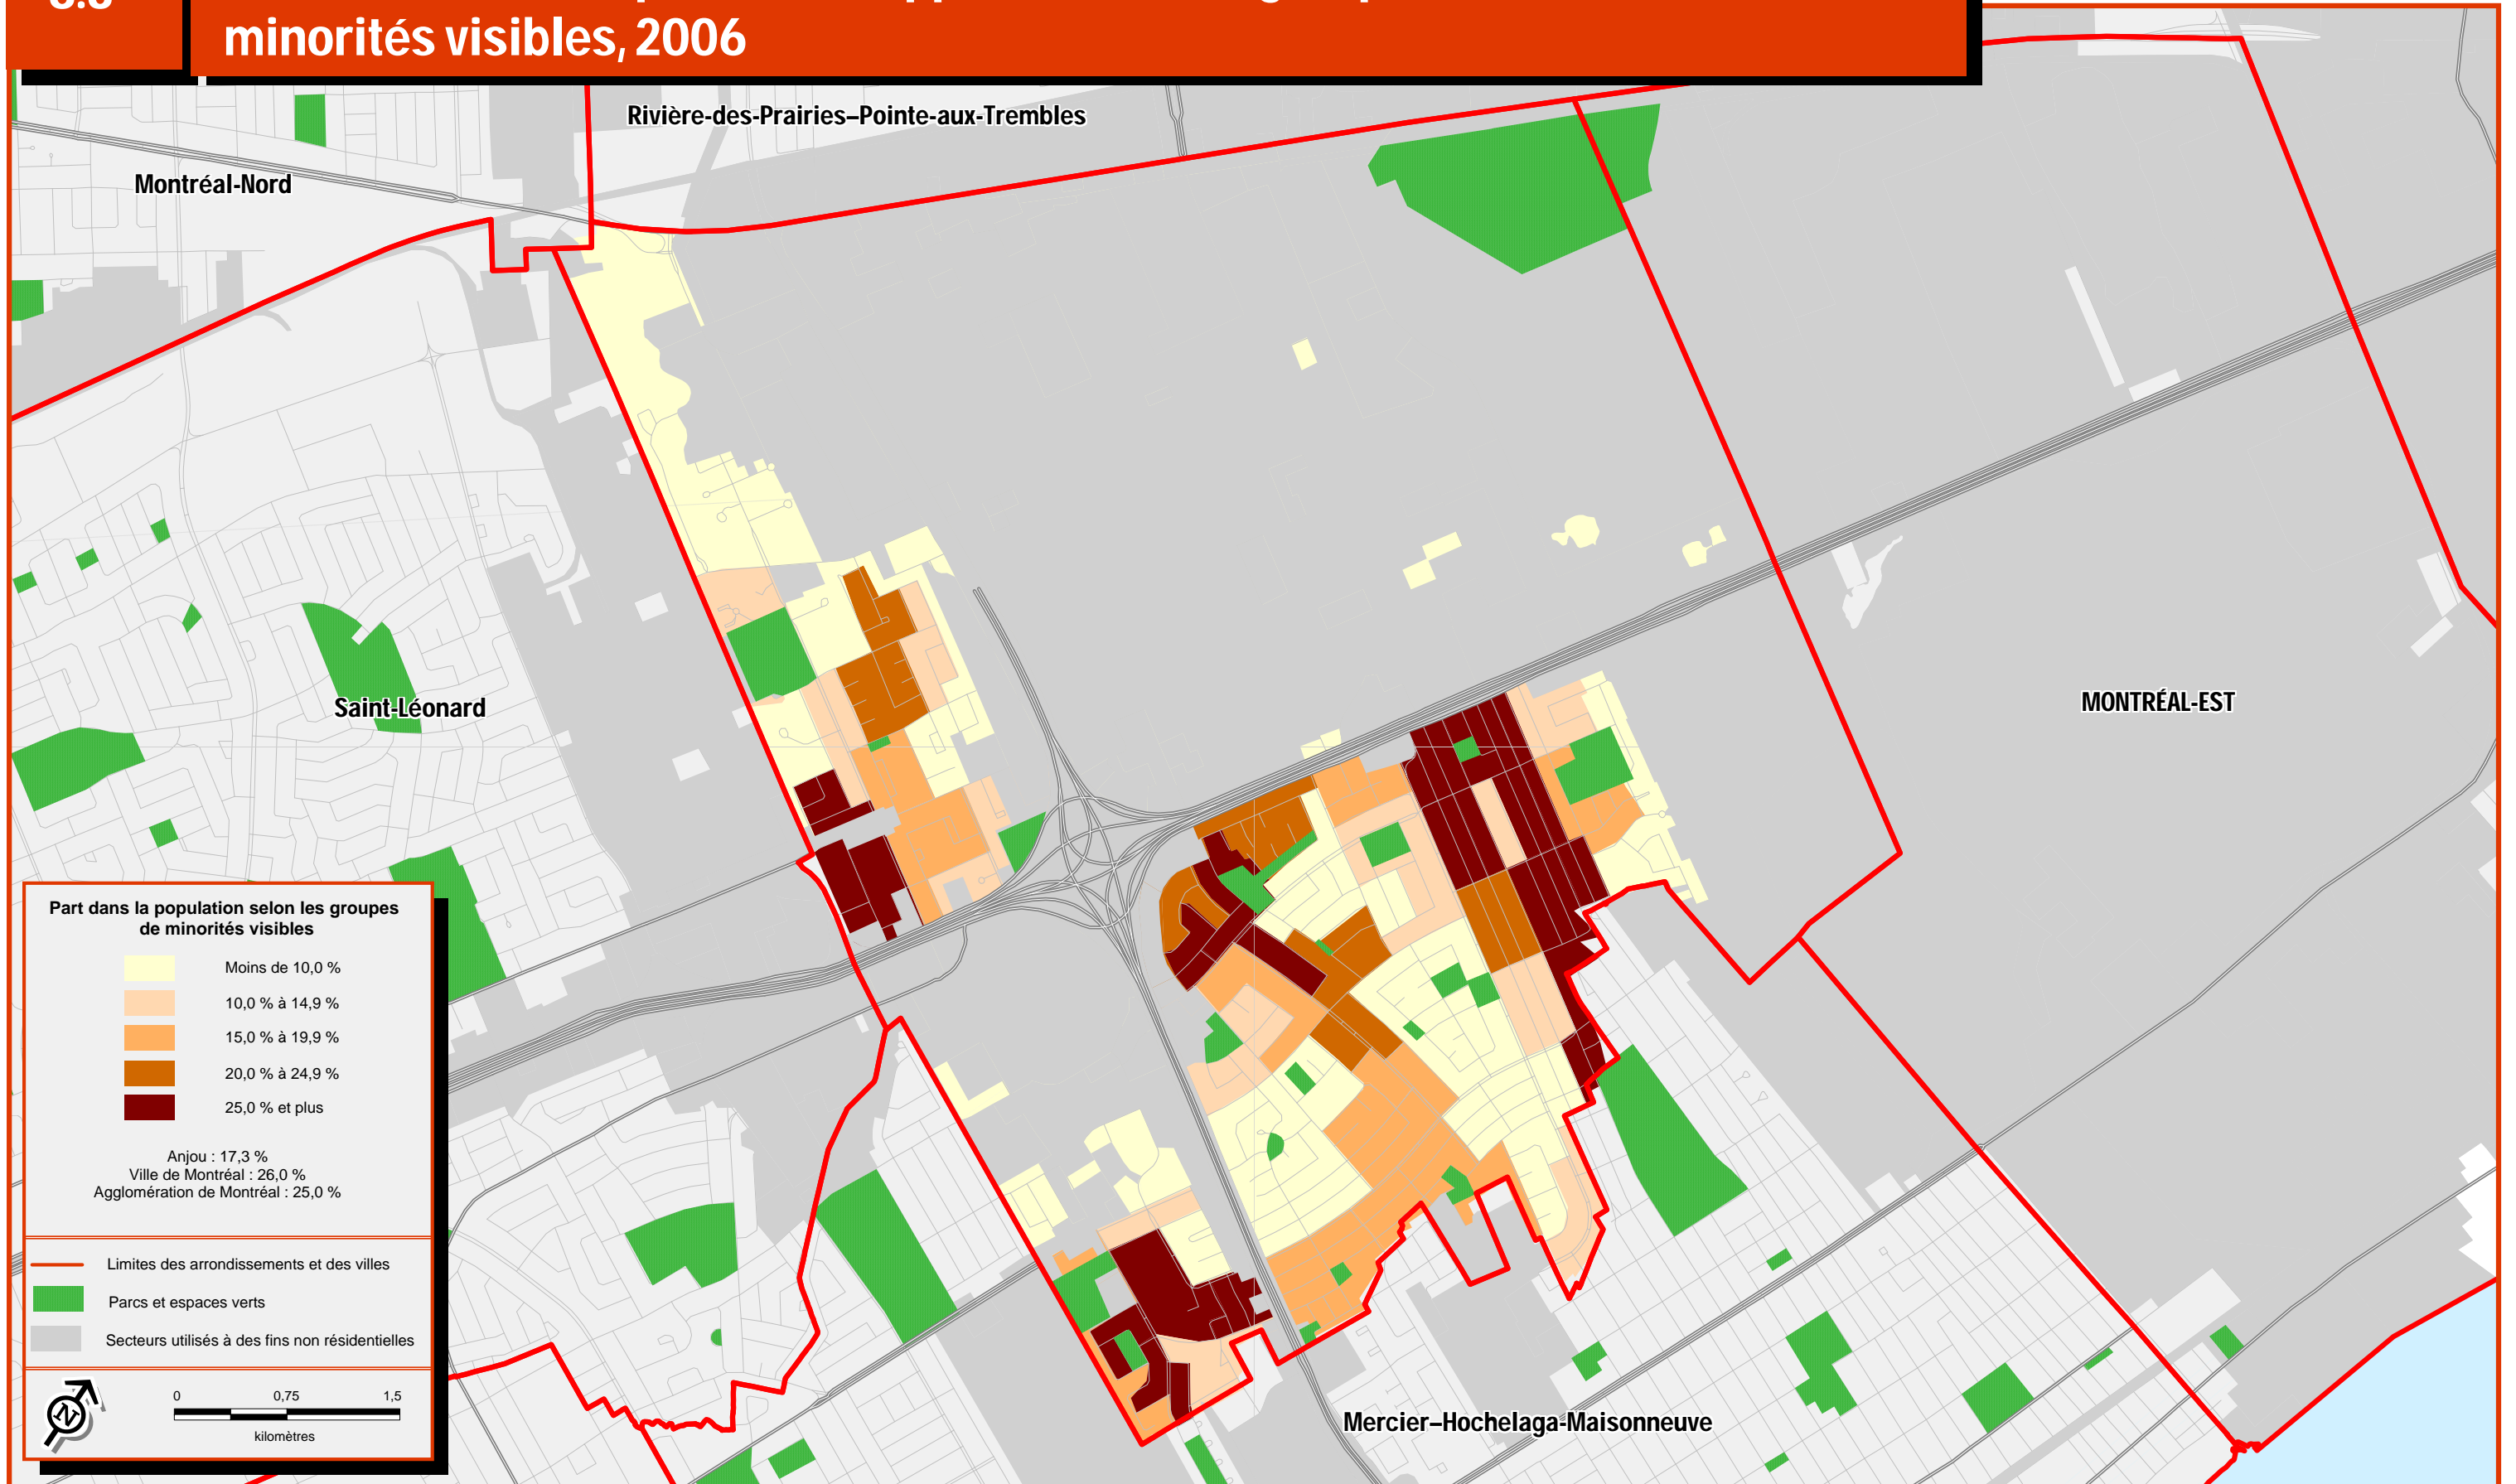 minorités visibles, 2006
Rivière-des-Prairies–Pointe-aux-Trembles
Montréal-Nord
Saint-Léonard
MONTRÉAL-EST
Mercier–Hochelaga-Maisonneuve
Part dans la population selon les groupes
de minorités visibles
Moins de 10,0 %
10,0 % à 14,9 %
15,0 % à 19,9 %
20,0 % à 24,9 %
25,0 % et plus
Anjou : 17,3 %
Ville de Montréal : 26,0 %
Agglomération de Montréal : 25,0 %
Limites des arrondissements et des villes
Parcs et espaces verts
Secteurs utilisés à des fins non résidentielles
N
0 0,75 1,5
kilomètres